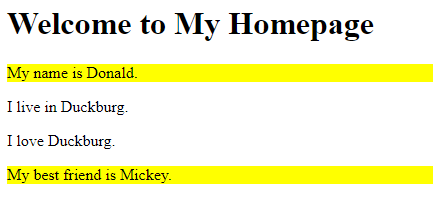 Welcome to My Homepage
My name is Donald.
I live in Duckburg.
I love Duckburg.
My best friend is Mickey.